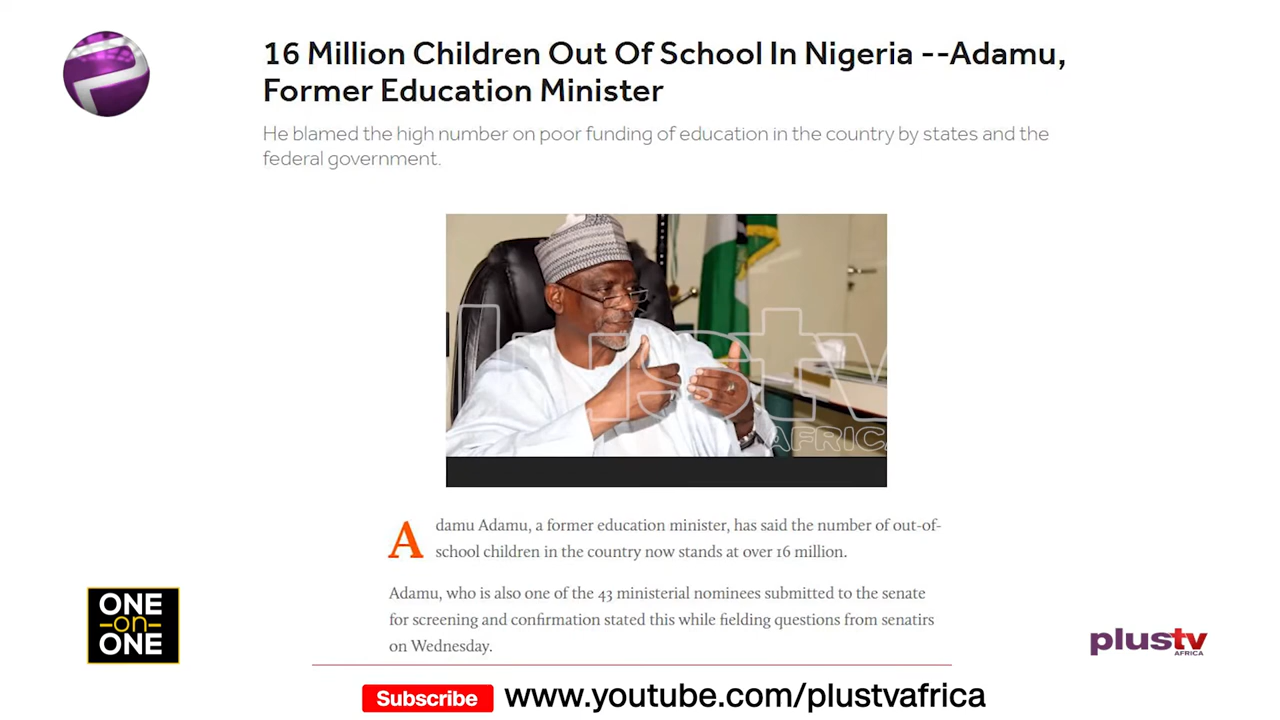 16 Million Children Out Of School In Nigeria --Adamu,
Former Education Minister
He blamed the high number on poor funding of education in the country by states and the
federal government.
plustv
AFRICA
Adamu Adamu, a former education minister, has said the number of out-of-
school children in the country now stands at over 16 million.
Adamu, who is also one of the 43 ministerial nominees submitted to the senate
for screening and confirmation stated this while fielding questions from senatirs
on Wednesday.
ONE
-on-
ONE
plustv
AFRICA
Subscribe www.youtube.com/plustvafrica